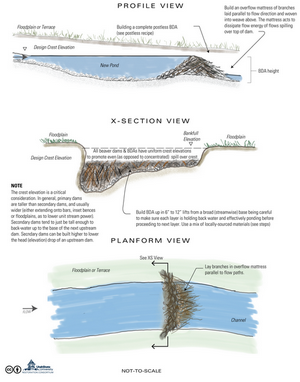 PROFILE VIEW
Floodplain or Terrace
Building a complete postless BDA
(see postless recipe)
Build an overflow mattress of branches
laid parallel to flow direction and woven
into weave above. The mattress acts to
dissipate flow energy of flows spilling
over top of dam.
Design Crest Elevation
New Pond
BDA height
X-SECTION VIEW
Floodplain
Bankfull
Elevation
Floodplain
Design Crest Elevation
All beaver dams & BDAs have uniform crest elevations
to promote even (as opposed to concentrated) spill over crest
NOTE
The crest elevation is a critical
consideration. In general, primary dams
are taller than secondary dams, and usually
wider (either extending onto bars, inset benches
or floodplains, as to lower unit stream power).
Secondary dams tend to just be tall enough to
back-water up to the base of the next upstream
dam. Secondary dams can be built higher to lower
the head (elevation) drop of an upstream dam.
Build BDA up in 6" to 12" lifts from a broad (streamwise) base being careful
to make sure each layer is holding back water and effectively ponding before
proceeding to next layer. Use a mix of locally-sourced materials (see steps)
PLANFORM VIEW
See XS View
Floodplain or Terrace
Lay branches in overflow mattress
parallel to flow paths.
FLOW
Channel
NOT-TO-SCALE
cc
UtahState